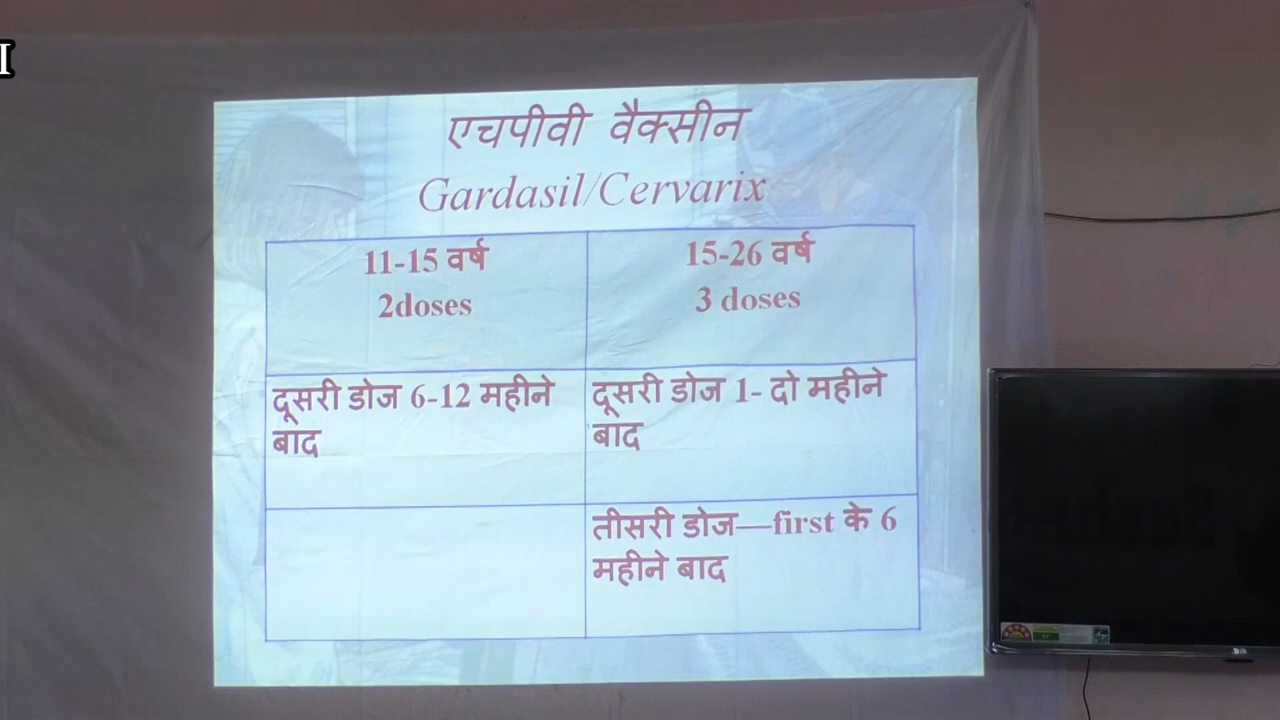 I
एचपीवी वैक्सीन
Gardasil/Cervarix
11-15 वर्ष
2doses
15-26 वर्ष
3 doses
दूसरी डोज 6-12 महीने
बाद
दूसरी डोज 1- दो महीने
बाद
तीसरी डोज—first के 6
महीने बाद